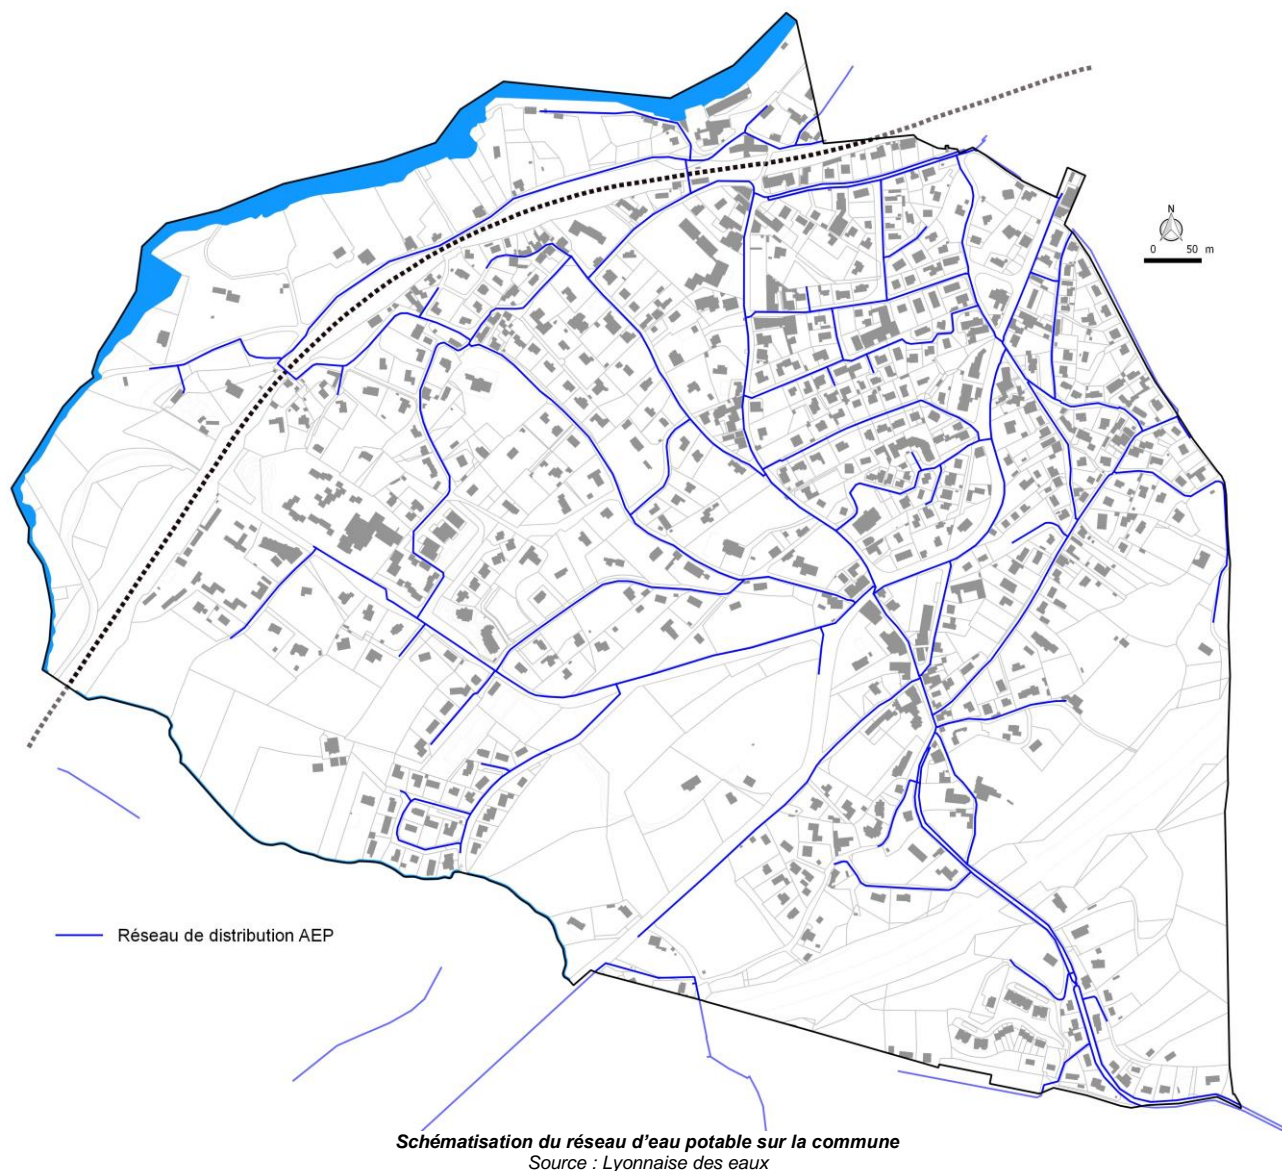 N
0 50 m
Réseau de distribution AEP
Schématisation du réseau d'eau potable sur la commune
Source : Lyonnaise des eaux